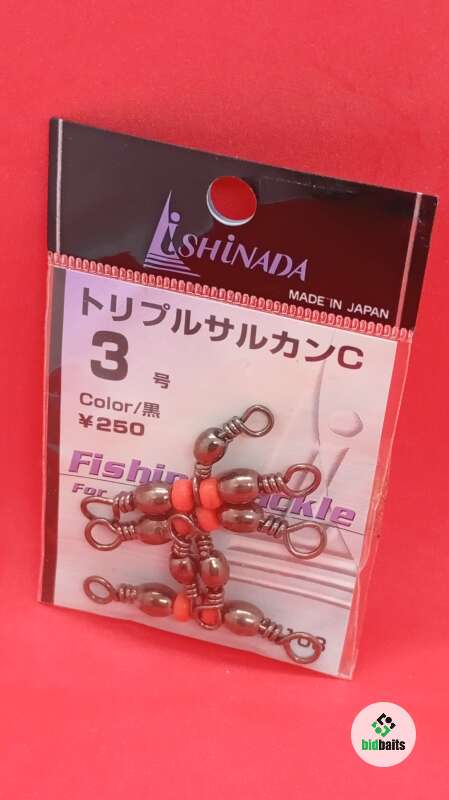 iSHiNADA
MADE IN JAPAN
トリプルサルカンC
3号
Color/黒
¥250
Fishing Tackle
For
bidbaits